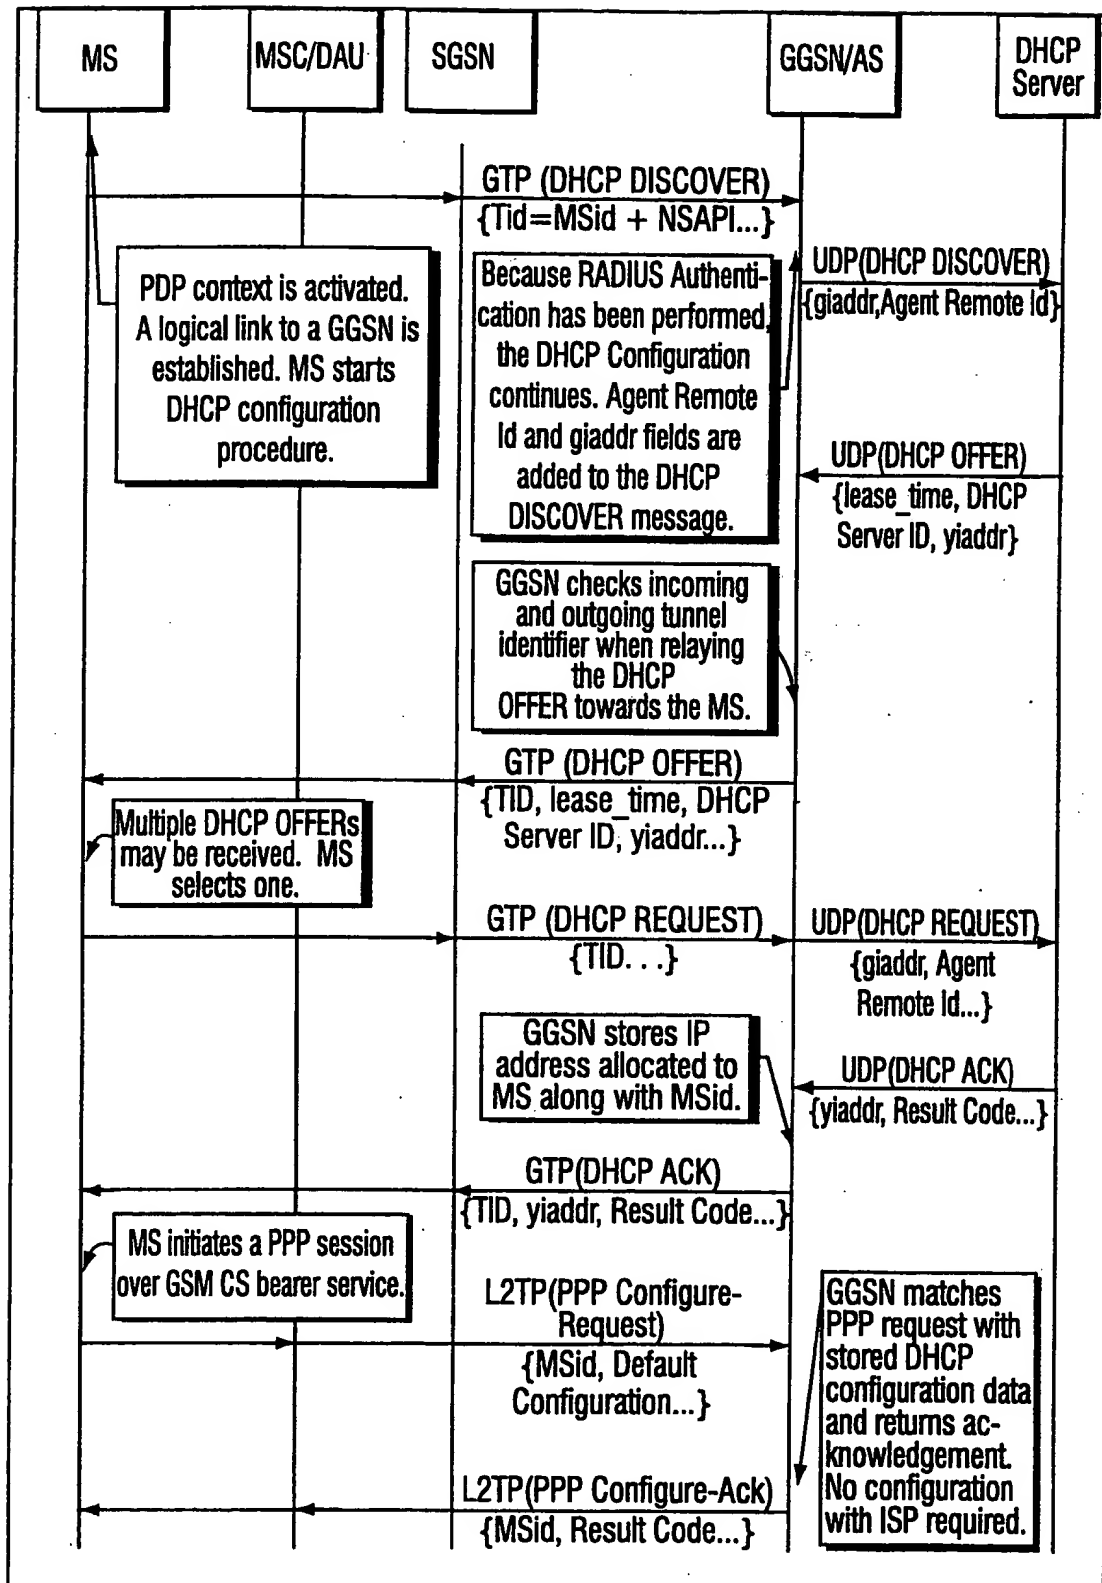 MS
MSC/DAU
SGSN
GGSN/AS
DHCP
Server
GTP (DHCP DISCOVER)
{Tid=MSid + NSAPI...}
PDP context is activated.
A logical link to a GGSN is
established. MS starts
DHCP configuration
procedure.
Because RADIUS Authenti-
cation has been performed,
the DHCP Configuration
continues. Agent Remote
Id and giaddr fields are
added to the DHCP
DISCOVER message.
UDP(DHCP DISCOVER)
{giaddr,Agent Remote Id}
UDP(DHCP OFFER)
{lease_time, DHCP
Server ID, yiaddr}
GGSN checks incoming
and outgoing tunnel
identifier when relaying
the DHCP
OFFER towards the MS.
GTP (DHCP OFFER)
{TID, lease_time, DHCP
Server ID, yiaddr...}
Multiple DHCP OFFERs
may be received. MS
selects one.
GTP (DHCP REQUEST)
{TID. . .}
UDP(DHCP REQUEST)
{giaddr, Agent
Remote Id...}
GGSN stores IP
address allocated to
MS along with MSid.
UDP(DHCP ACK)
{yiaddr, Result Code...}
GTP(DHCP ACK)
{TID, yiaddr, Result Code...}
MS initiates a PPP session
over GSM CS bearer service.
L2TP(PPP Configure-
Request)
{MSid, Default
Configuration...}
GGSN matches
PPP request with
stored DHCP
configuration data
and returns ac-
knowledgement.
No configuration
with ISP required.
L2TP(PPP Configure-Ack)
{MSid, Result Code...}